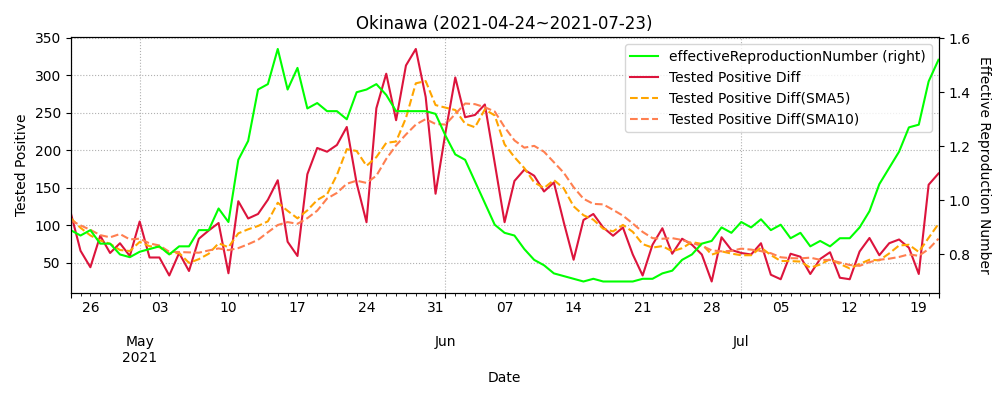 Okinawa (2021-04-24~2021-07-23)
effectiveReproductionNumber (right)
Tested Positive Diff
Tested Positive Diff(SMA5)
Tested Positive Diff(SMA10)
Tested Positive
350
300
250
200
150
100
50
1.6
1.4
1.2
1.0
0.8
Effective Reproduction Number
26 03 10 17 24 31 07 14 21 28 05 12 19
May Jun Jul
2021
Date